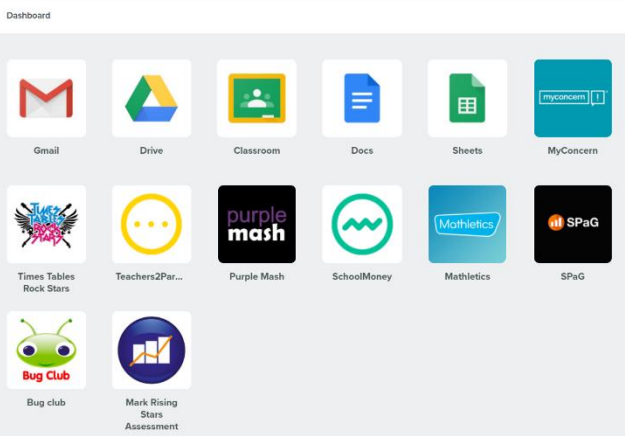 Dashboard
myconcern !
Gmail
Drive
Classroom
Docs
Sheets
MyConcern
TIMES
TABLES
ROCK
STARS
purple
mash
Mathletics
SPaG
Times Tables
Rock Stars
Teachers2Par...
Purple Mash
SchoolMoney
Mathletics
SPaG
Bug Club
Bug club
Mark Rising
Stars
Assessment